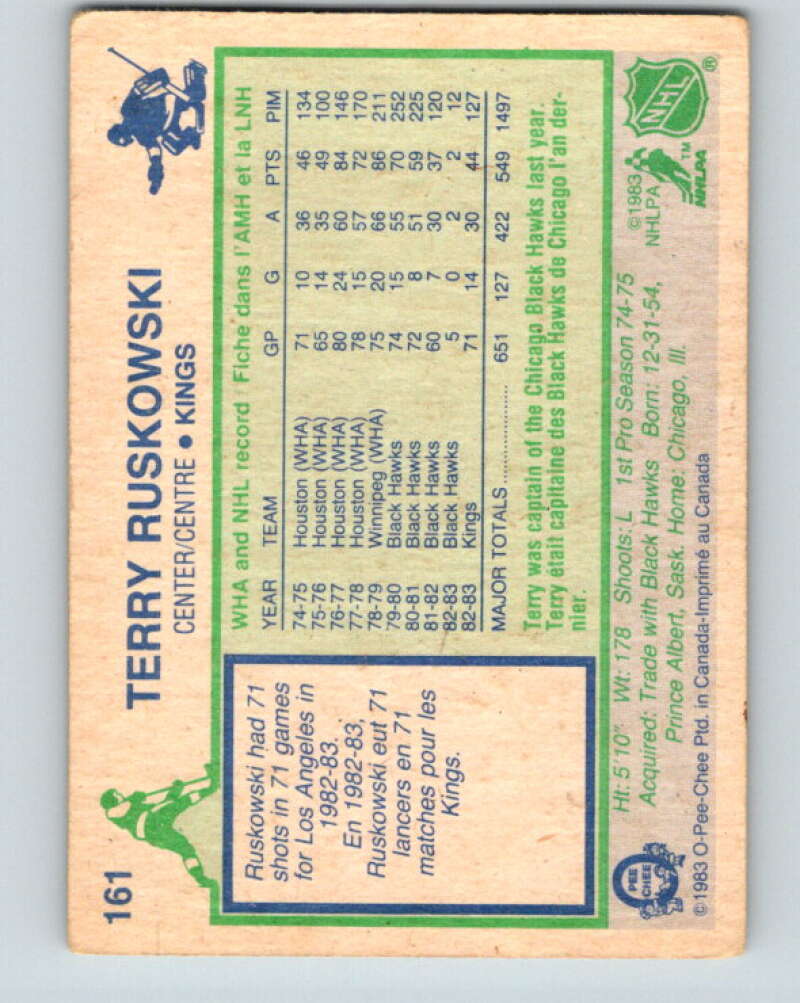 161
TERRY RUSKOWSKI
CENTER/CENTRE • KINGS
Ruskowski had 71
shots in 71 games
for Los Angeles in
1982-83.
En 1982-83,
Ruskowski eut 71
lancers en 71
matches pour les
Kings.
WHA and NHL record / Fiche dans l'AMH et la LNH
YEAR TEAM GP G A PTS PIM
74-75 Houston (WHA) 71 10 36 46 134
75-76 Houston (WHA) 65 14 35 49 100
76-77 Houston (WHA) 80 24 60 84 146
77-78 Houston (WHA) 78 15 57 72 170
78-79 Winnipeg (WHA) 75 20 66 86 211
79-80 Black Hawks 74 15 55 70 252
80-81 Black Hawks 72 8 51 59 225
81-82 Black Hawks 60 7 30 37 120
82-83 Black Hawks 5 0 2 2 12
82-83 Kings 71 14 30 44 127
MAJOR TOTALS .................. 651 127 422 549 1497
Terry was captain of the Chicago Black Hawks last year.
Terry était capitaine des Black Hawks de Chicago l'an der-
nier.
Ht: 5'10" Wt: 178 Shoots: L 1st Pro Season 74-75
Acquired: Trade with Black Hawks Born: 12-31-54,
Prince Albert, Sask. Home: Chicago, Ill.
©1983
NHLPA
NHL ®
NHLPA ™
OPEE CHEE
©1983 O-Pee-Chee Ptd. in Canada-Imprimé au Canada